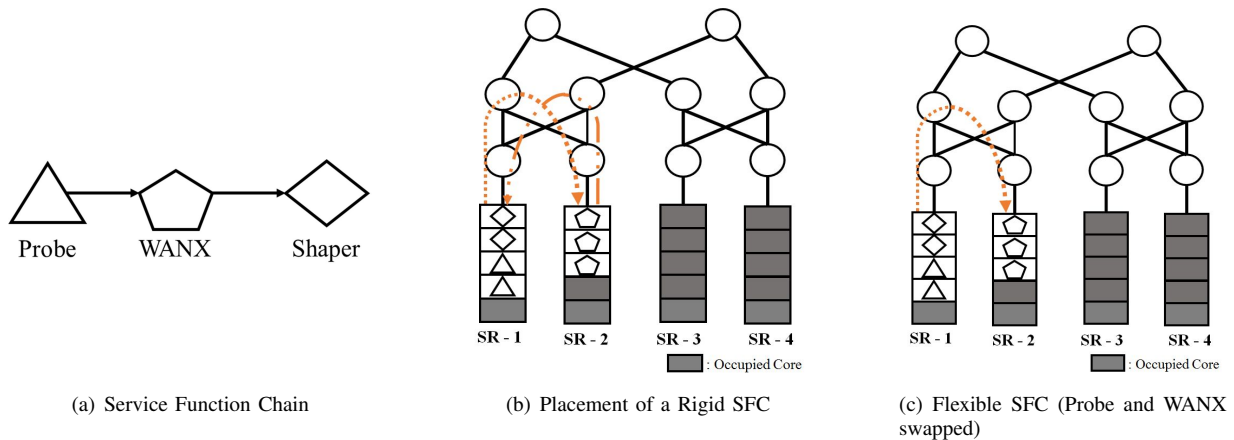 Probe
WANX
Shaper
(a) Service Function Chain
SR - 1
SR - 2
SR - 3
SR - 4
: Occupied Core
(b) Placement of a Rigid SFC
SR - 1
SR - 2
SR - 3
SR - 4
: Occupied Core
(c) Flexible SFC (Probe and WANX
swapped)